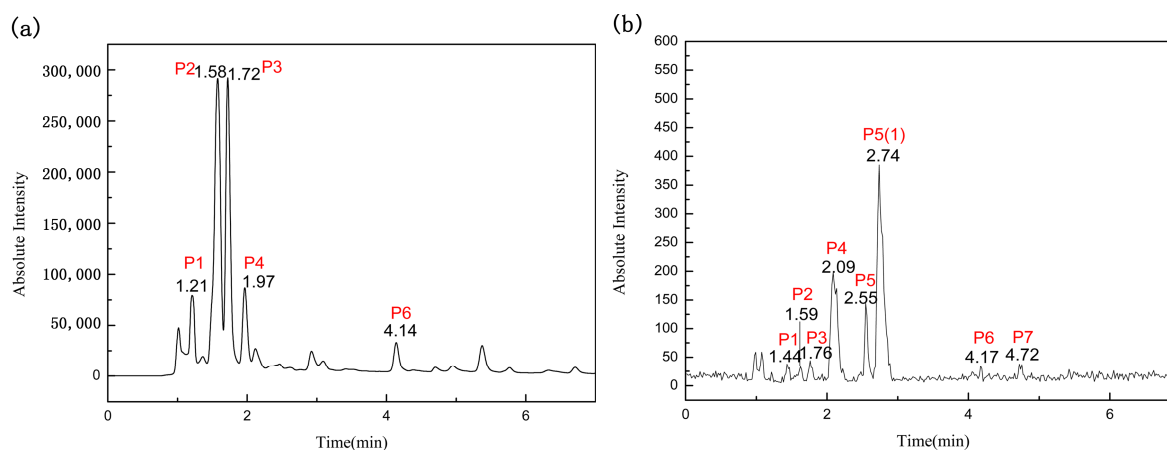 (a)
300,000
250,000
200,000
150,000
100,000
50,000
0
Absolute Intensity
P2 1.58 1.72 P3
P1
1.21
P4
1.97
P6
4.14
0 2 4 6
Time(min)
(b)
600
550
500
450
400
350
300
250
200
150
100
50
0
Absolute Intensity
P5(1)
2.74
P4
2.09
P5
2.55
P2
1.59
P1
1.44
P3
1.76
P6
4.17
P7
4.72
0 2 4 6
Time(min)